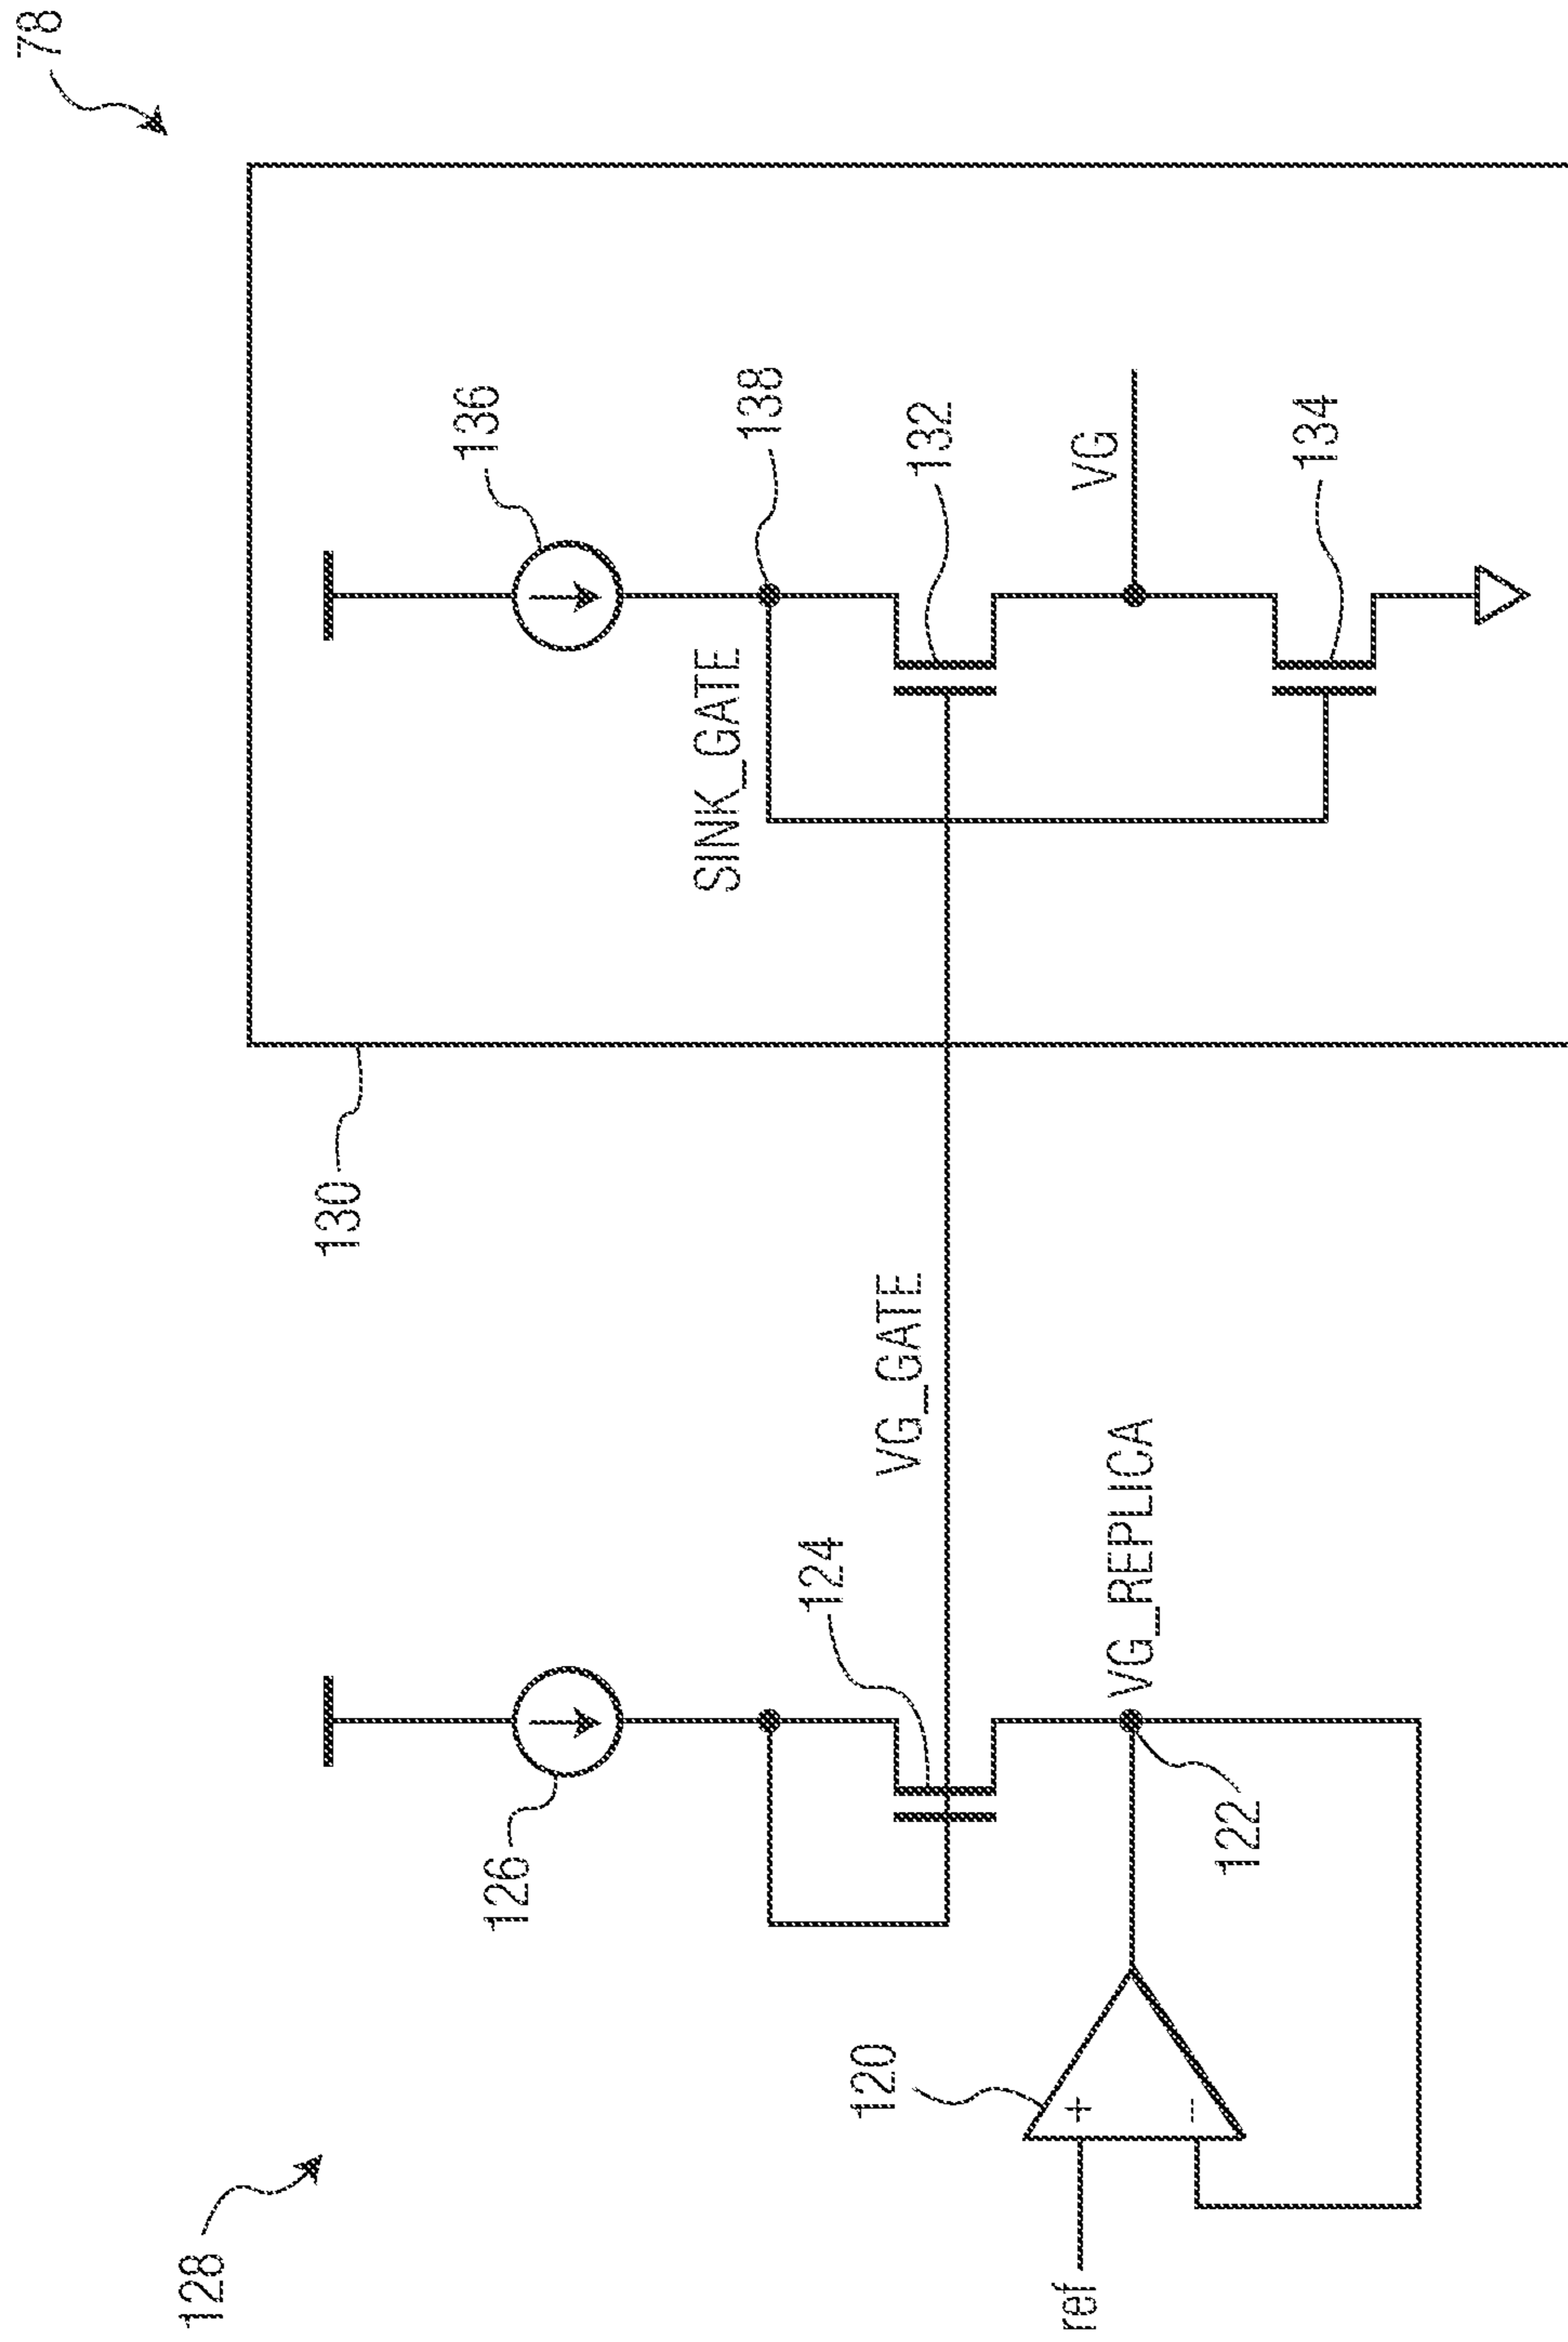 78
136
138
SINK_GATE
132
VG
134
130
VG_GATE
124
VG_REPLICA
126
122
120
+
-
128
ref